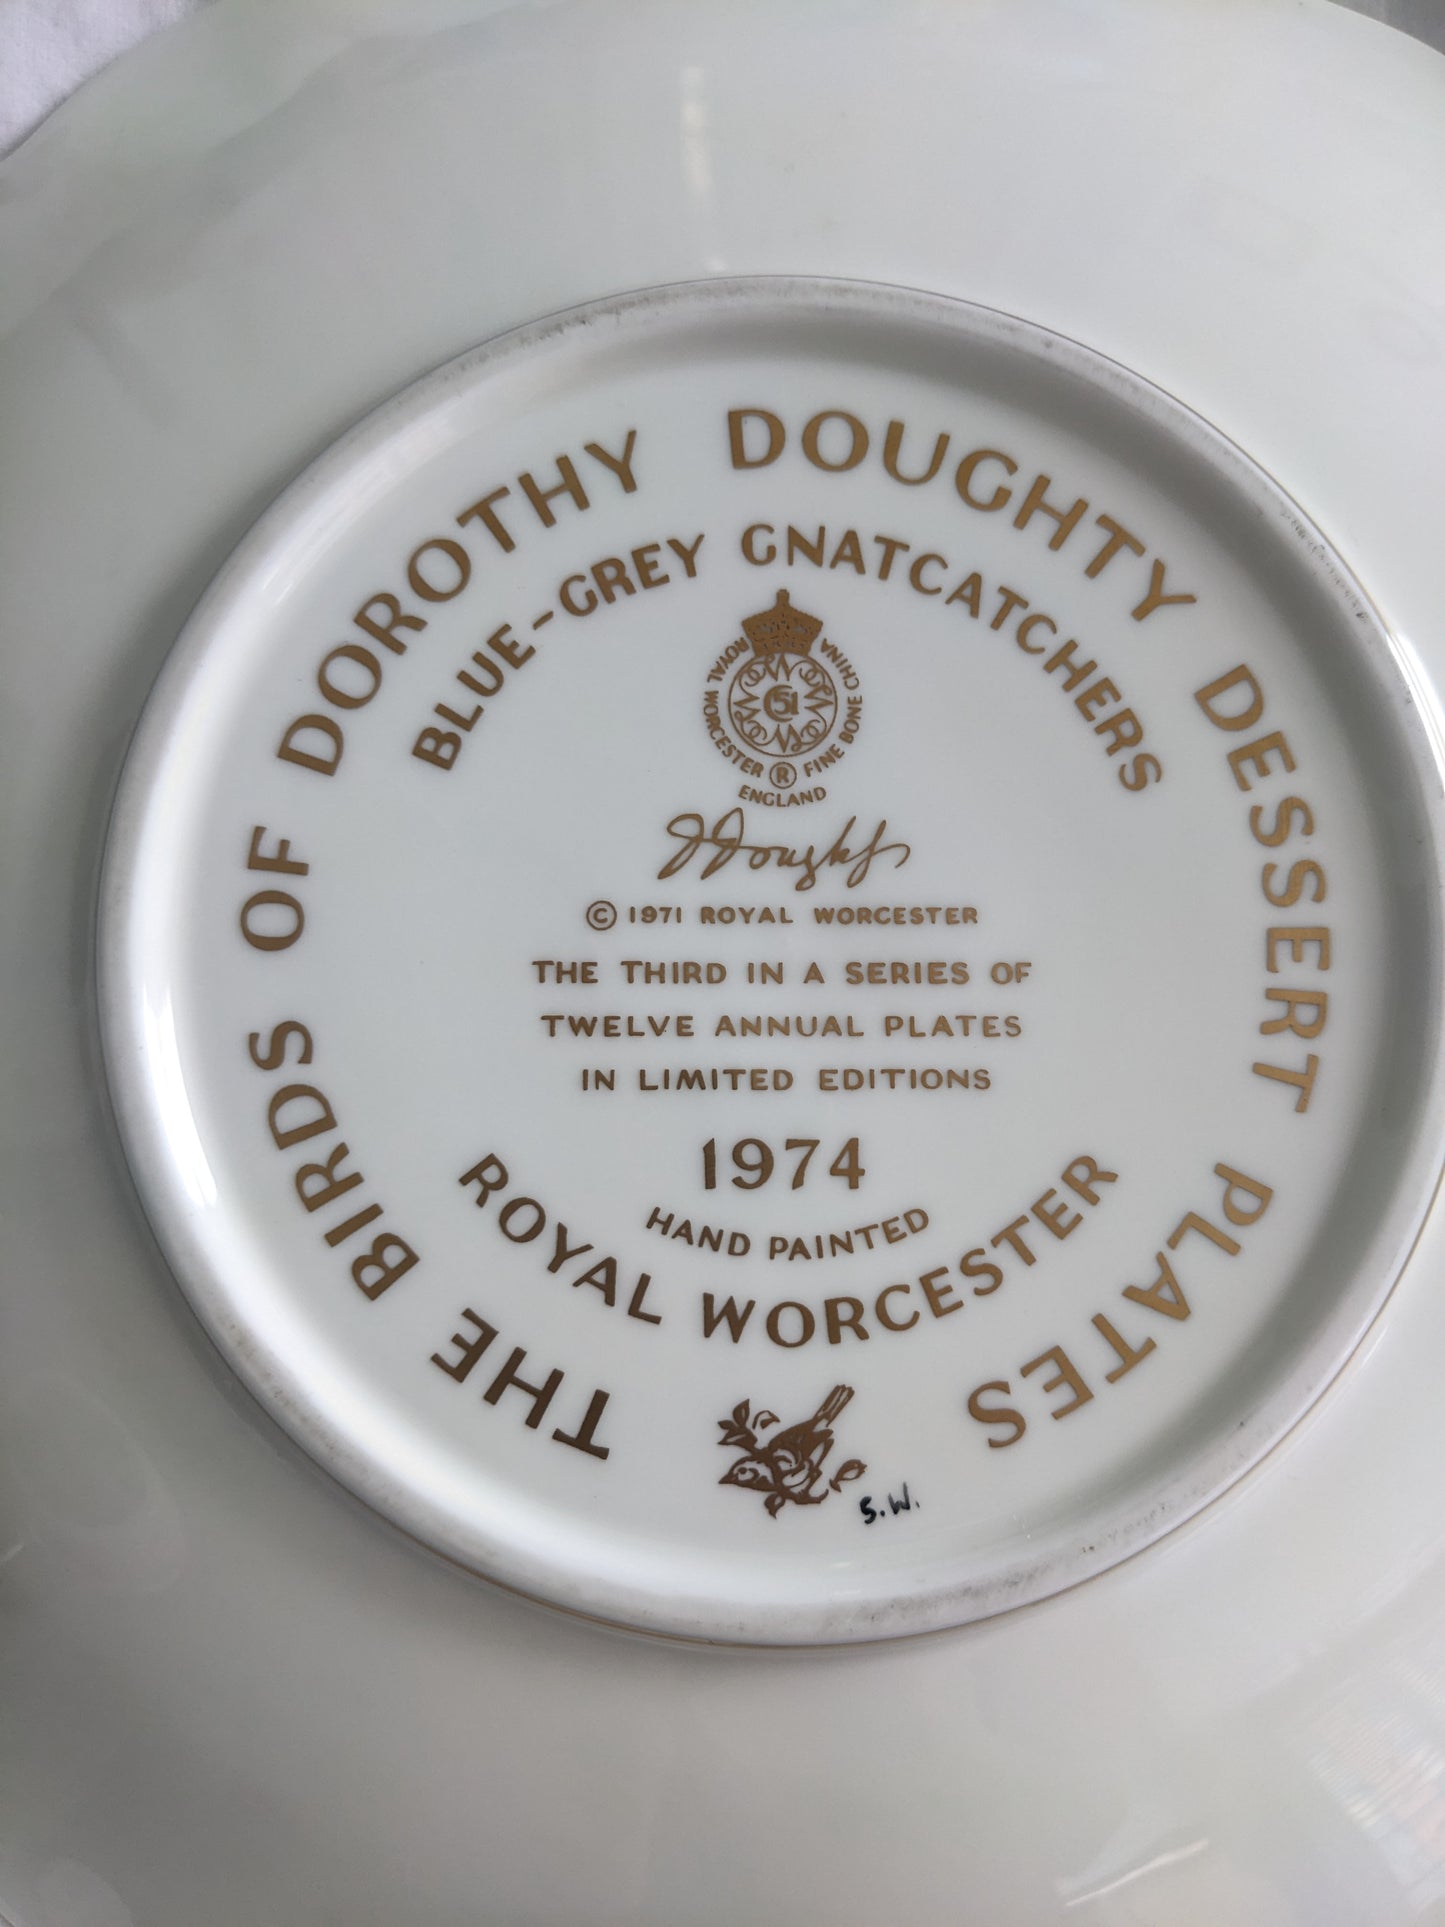 THE BIRDS OF DOROTHY DOUGHTY DESSERT PLATES
BLUE-GREY GNATCATCHERS
51
ROYAL WORCESTER ® FINE BONE CHINA
ENGLAND
D Doughty
© 1971 ROYAL WORCESTER
THE THIRD IN A SERIES OF
TWELVE ANNUAL PLATES
IN LIMITED EDITIONS
1974
HAND PAINTED
ROYAL WORCESTER
S.W.